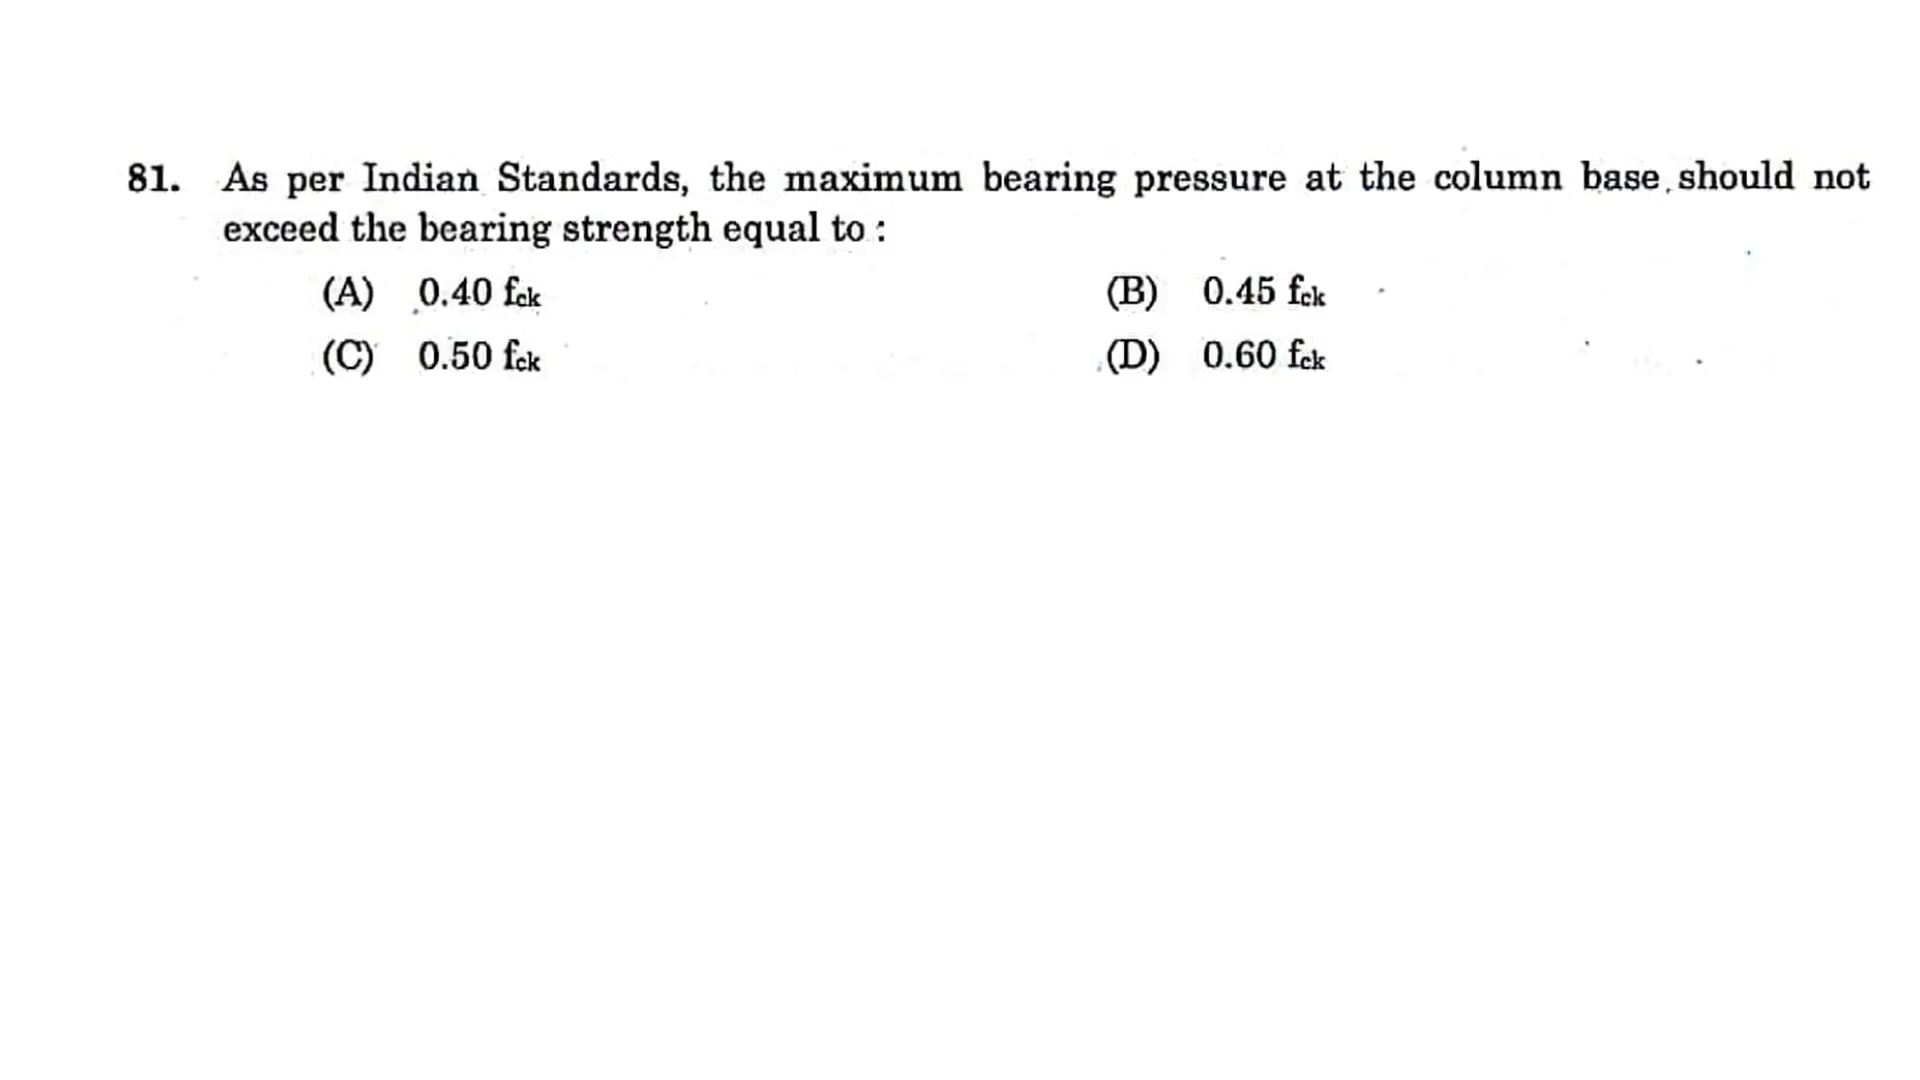 81. As per Indian Standards, the maximum bearing pressure at the column base should not
exceed the bearing strength equal to :
(A) 0.40 fck (B) 0.45 fck
(C) 0.50 fck (D) 0.60 fck